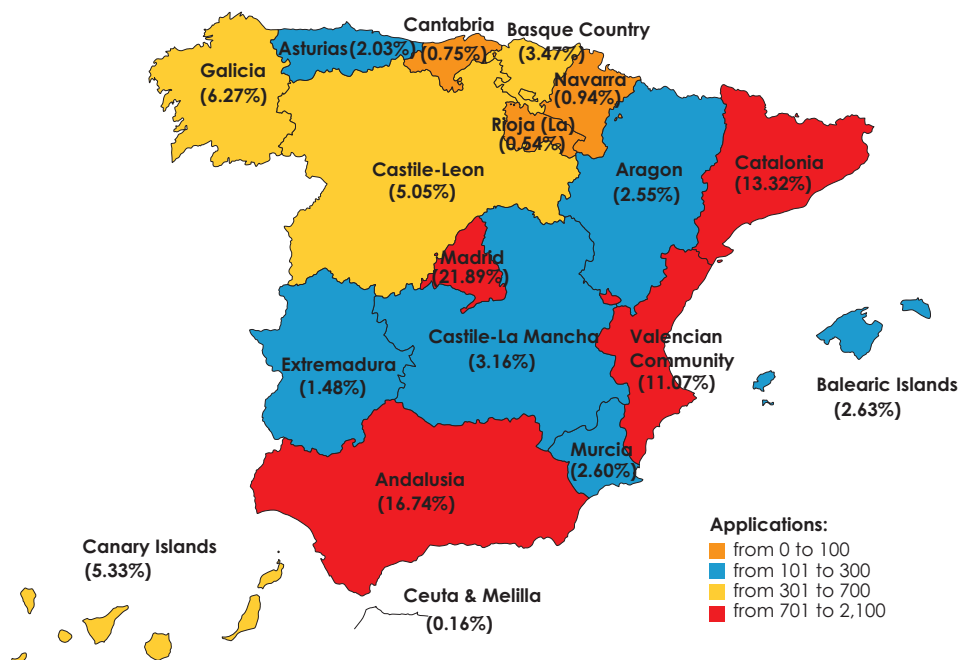 Cantabria
(0.75%)
Basque Country
(3.47%)
Asturias (2.03%)
Galicia
(6.27%)
Navarra
(0.94%)
Rioja (La)
(0.54%)
Castile-Leon
(5.05%)
Aragon
(2.55%)
Catalonia
(13.32%)
Madrid
(21.89%)
Castile-La Mancha
(3.16%)
Valencian
Community
(11.07%)
Extremadura
(1.48%)
Balearic Islands
(2.63%)
Murcia
(2.60%)
Andalusia
(16.74%)
Canary Islands
(5.33%)
Ceuta & Melilla
(0.16%)
Applications:
from 0 to 100
from 101 to 300
from 301 to 700
from 701 to 2,100